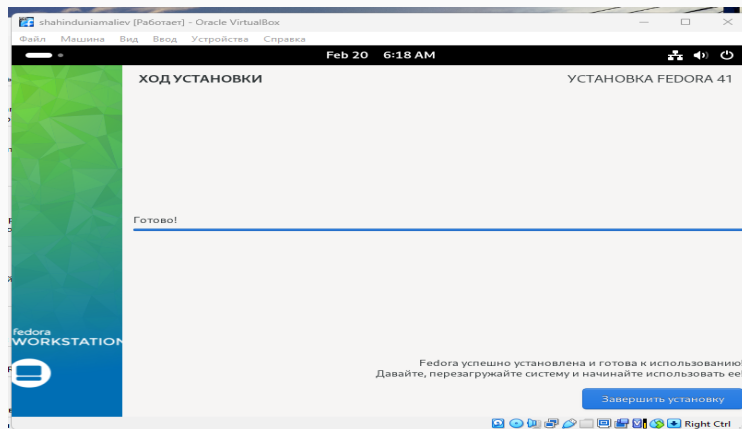 shahinduniamaliev [Работает] - Oracle VirtualBox
Файл Машина Вид Ввод Устройства Справка
Feb 20 6:18 AM
ХОД УСТАНОВКИ
УСТАНОВКА FEDORA 41
Готово!
fedora
WORKSTATION
Fedora успешно установлена и готова к использованию!
Давайте, перезагружайте систему и начинайте использовать ее!
Завершить установку
Right Ctrl